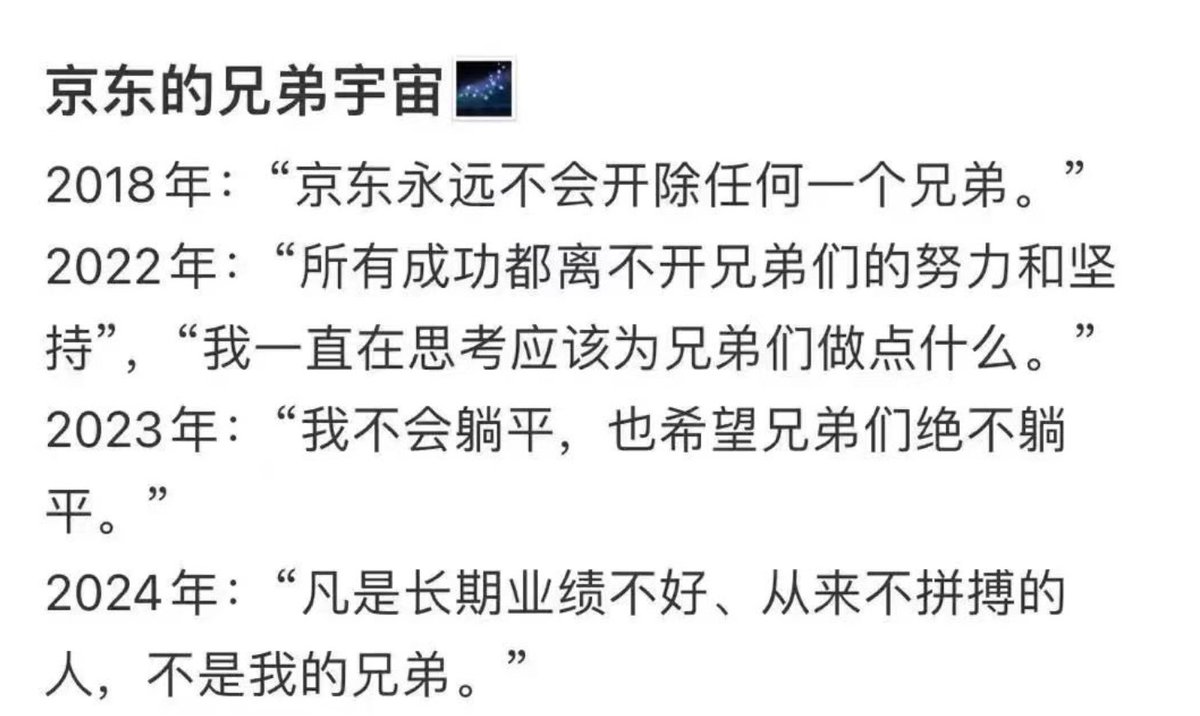 京东的兄弟宇宙🌌
2018年：“京东永远不会开除任何一个兄弟。”
2022年：“所有成功都离不开兄弟们的努力和坚
持”，“我一直在思考应该为兄弟们做点什么。”
2023年：“我不会躺平，也希望兄弟们绝不躺
平。”
2024年：“凡是长期业绩不好、从来不拼搏的
人，不是我的兄弟。”